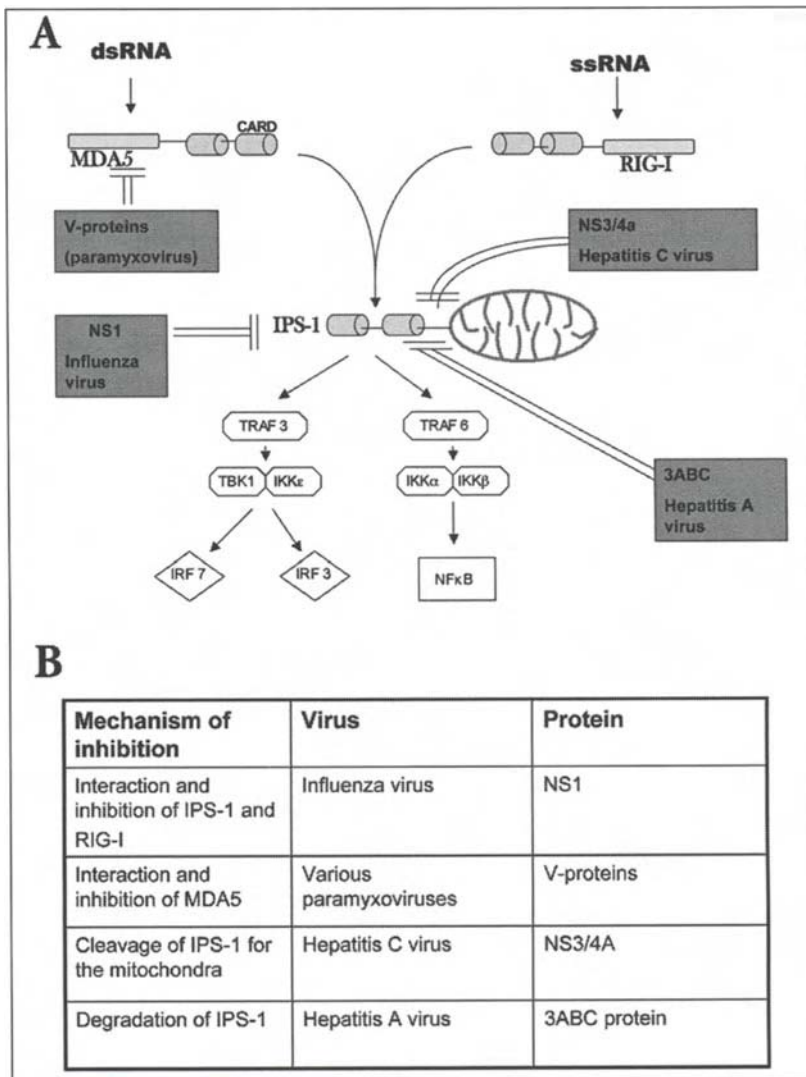 A
dsRNA
ssRNA
CARD
MDA5
RIG-I
V-proteins
(paramyxovirus)
NS3/4a
Hepatitis C virus
NS1
Influenza
virus
IPS-1
TRAF 3
TRAF 6
TBK1
IKKε
IKKα
IKKβ
3ABC
Hepatitis A
virus
IRF 7
IRF 3
NFκB
B
Mechanism of
inhibition
Virus
Protein
Interaction and
inhibition of IPS-1 and
RIG-I
Influenza virus
NS1
Interaction and
inhibition of MDA5
Various
paramyxoviruses
V-proteins
Cleavage of IPS-1 for
the mitochondra
Hepatitis C virus
NS3/4A
Degradation of IPS-1
Hepatitis A virus
3ABC protein